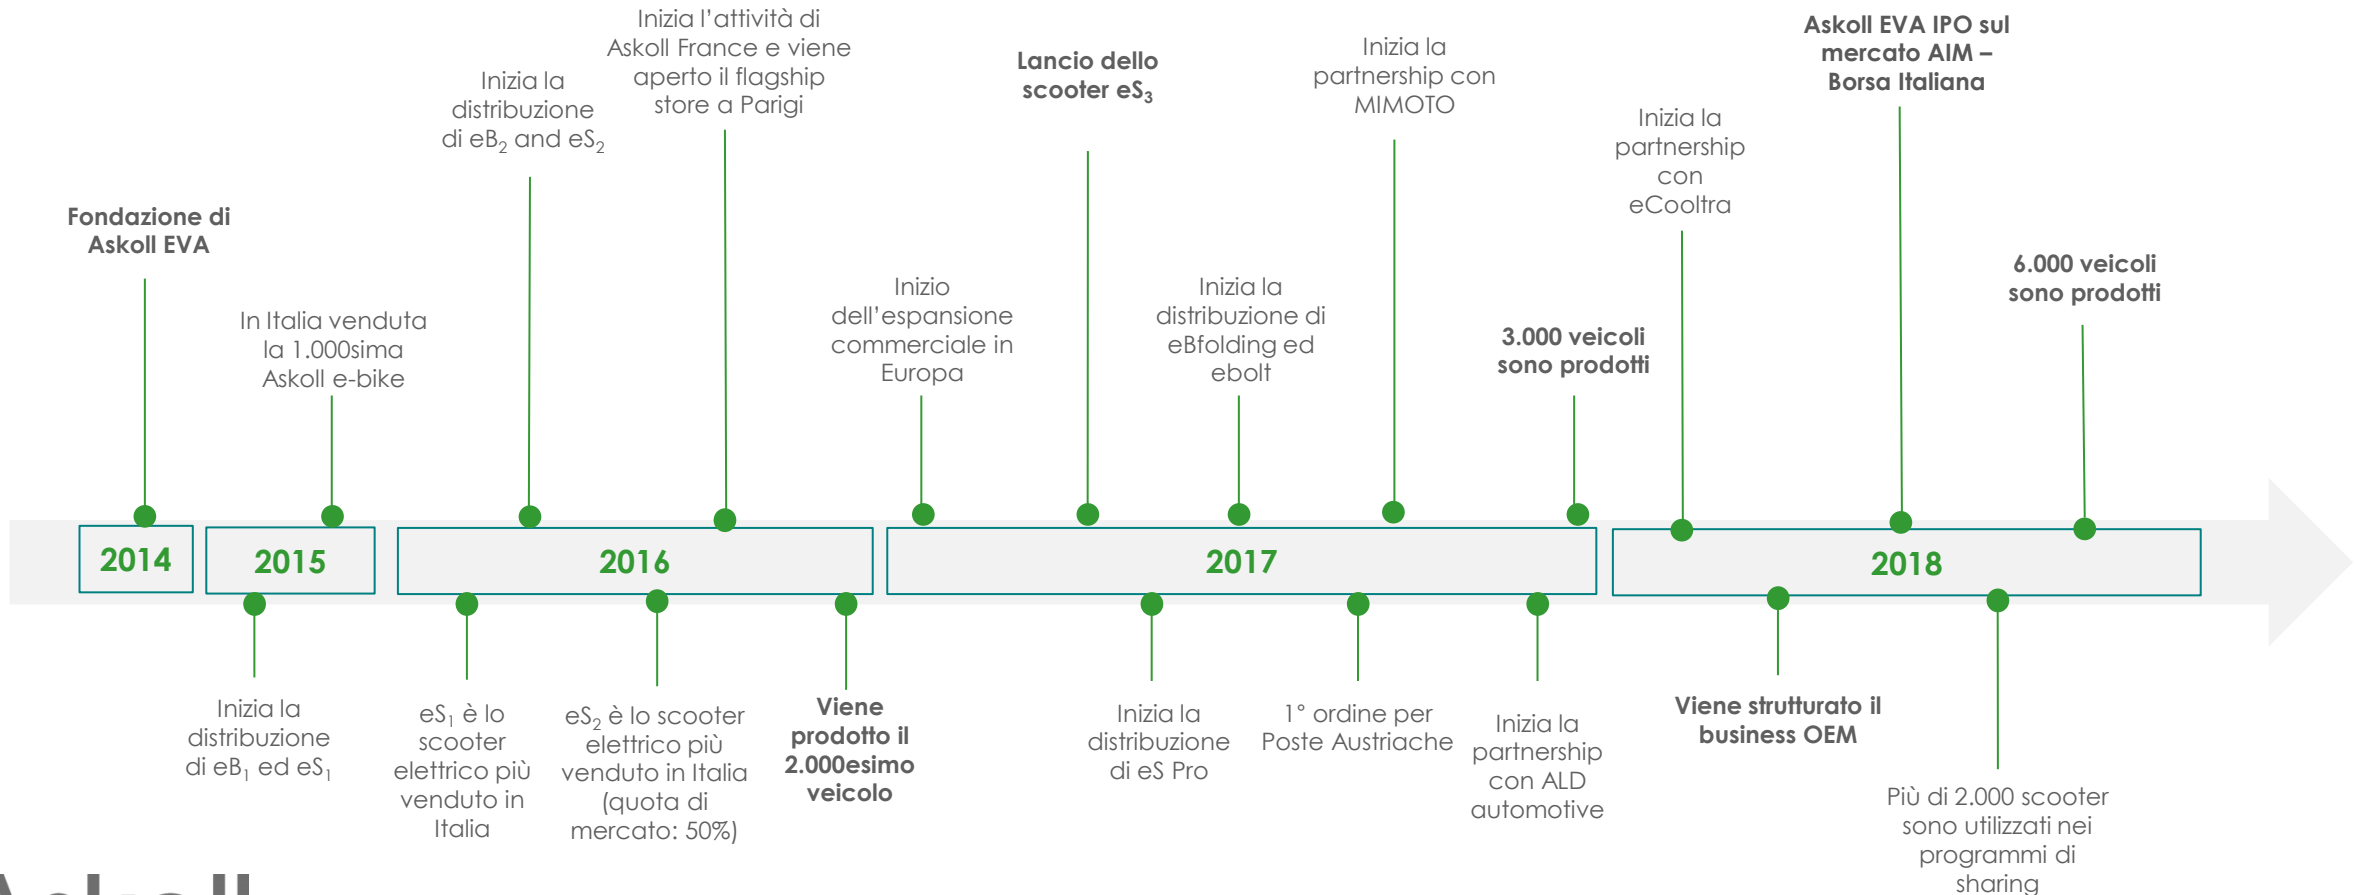 Fondazione di
Askoll EVA
In Italia venduta
la 1.000sima
Askoll e-bike
Inizia la
distribuzione
di eB₂ and eS₂
Inizia l’attività di
Askoll France e viene
aperto il flagship
store a Parigi
Inizio
dell’espansione
commerciale in
Europa
Lancio dello
scooter eS₃
Inizia la
distribuzione di
eBfolding ed
ebolt
Inizia la
partnership con
MIMOTO
3.000 veicoli
sono prodotti
Inizia la
partnership
con
eCooltra
Askoll EVA IPO sul
mercato AIM –
Borsa Italiana
6.000 veicoli
sono prodotti
2014
2015
2016
2017
2018
Inizia la
distribuzione
di eB₁ ed eS₁
eS₁ è lo
scooter
elettrico più
venduto in
Italia
eS₂ è lo scooter
elettrico più
venduto in Italia
(quota di
mercato: 50%)
Viene
prodotto il
2.000esimo
veicolo
Inizia la
distribuzione
di eS Pro
1° ordine per
Poste Austriache
Inizia la
partnership
con ALD
automotive
Viene strutturato il
business OEM
Più di 2.000 scooter
sono utilizzati nei
programmi di
sharing
Askoll